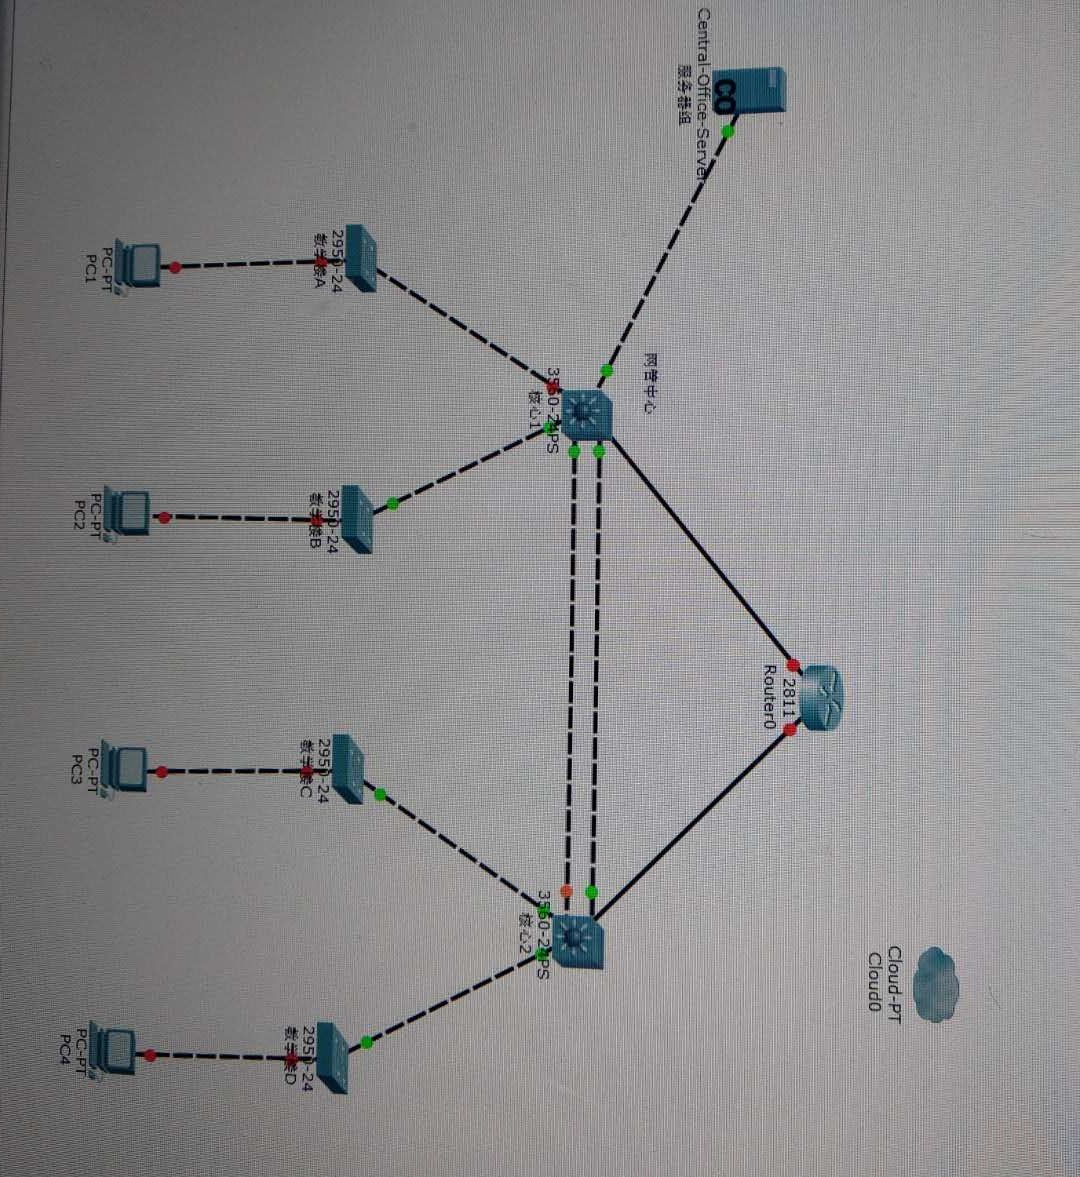 Cloud-PT
Cloud0
2811
Router0
CO
Central-Office-Server
服务器组
网管中心
3560-24PS
核心1
3560-24PS
核心2
2950-24
教学楼A
2950-24
教学楼B
2950-24
教学楼C
2950-24
教学楼D
PC-PT
PC1
PC-PT
PC2
PC-PT
PC3
PC-PT
PC4